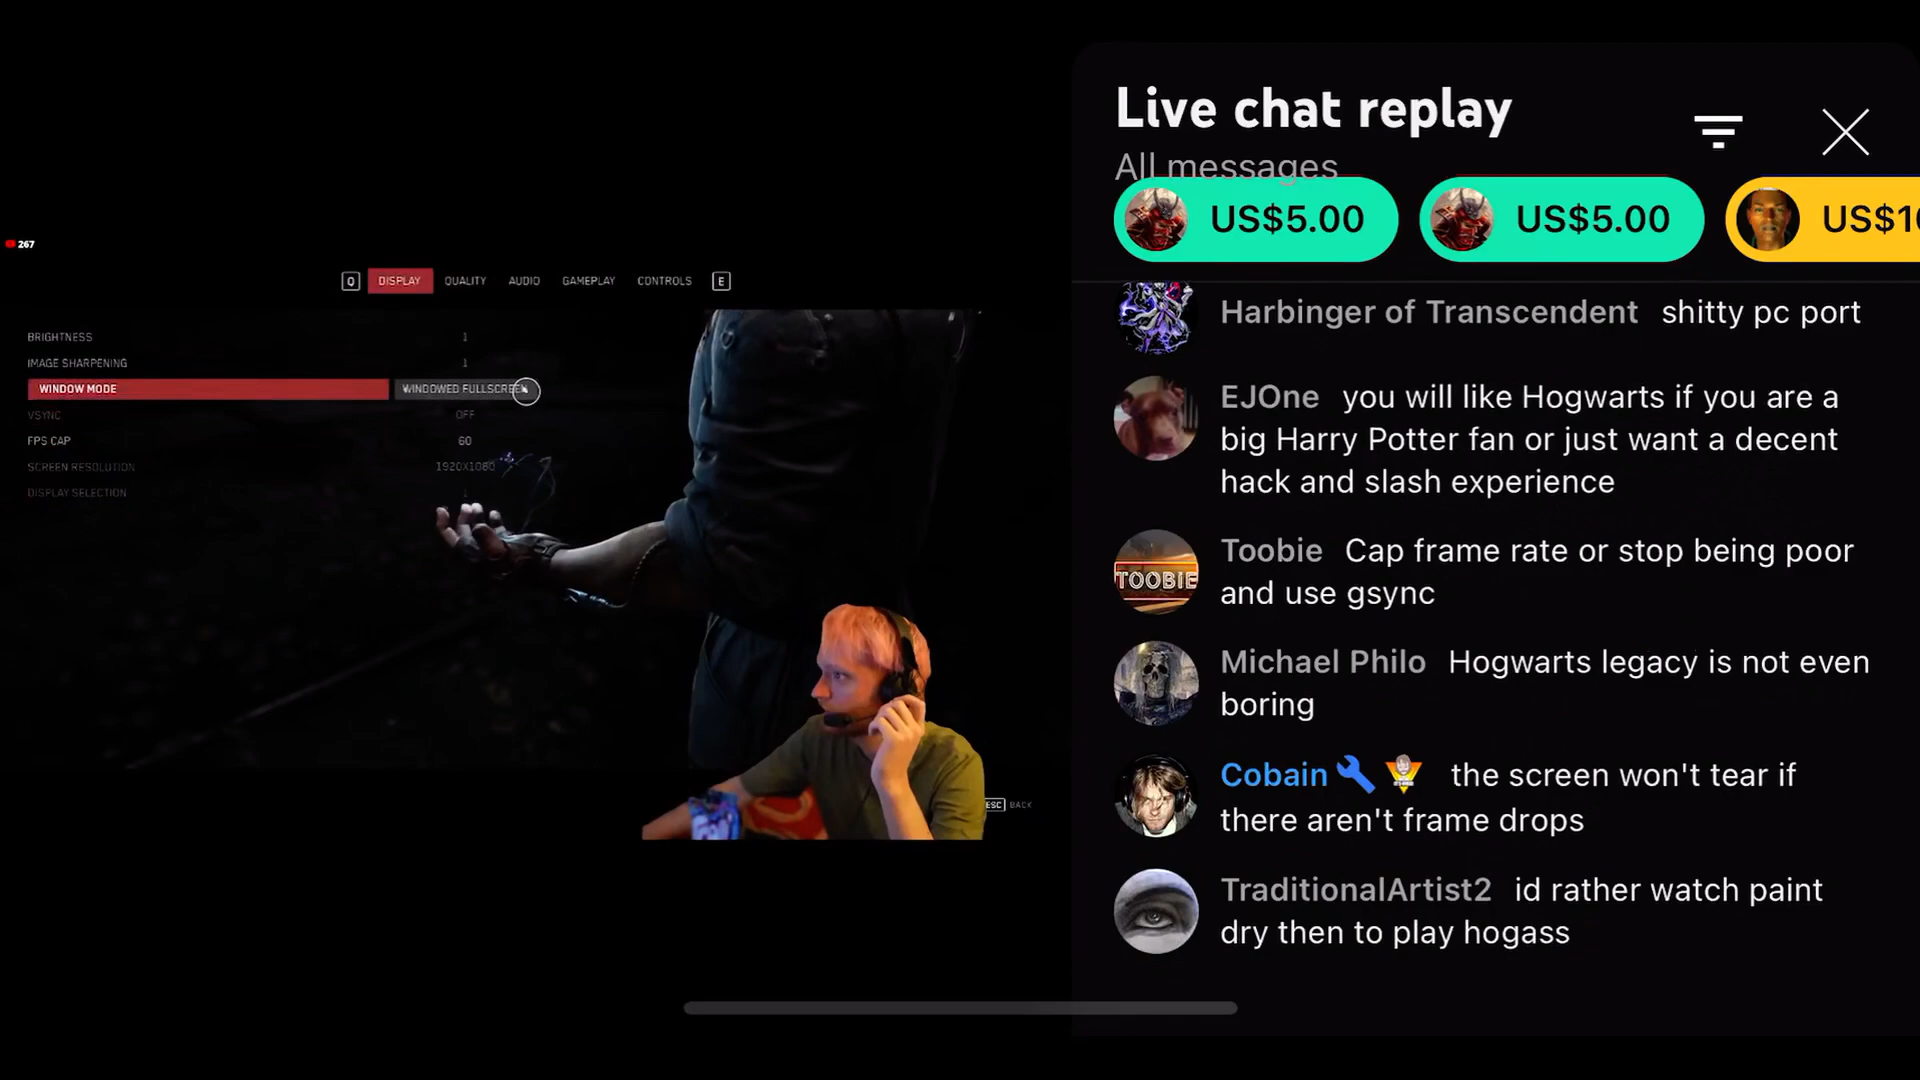 267
Q DISPLAY QUALITY AUDIO GAMEPLAY CONTROLS E
BRIGHTNESS 1
IMAGE SHARPENING 1
WINDOW MODE WINDOWED FULLSCREEN
VSYNC OFF
FPS CAP 60
SCREEN RESOLUTION 1920X1080
DISPLAY SELECTION 1
ESC BACK
Live chat replay
All messages
US$5.00 US$5.00 US$10
Harbinger of Transcendent shitty pc port
EJOne you will like Hogwarts if you are a
big Harry Potter fan or just want a decent
hack and slash experience
TOOBIE
Toobie Cap frame rate or stop being poor
and use gsync
Michael Philo Hogwarts legacy is not even
boring
Cobain the screen won't tear if
there aren't frame drops
TraditionalArtist2 id rather watch paint
dry then to play hogass